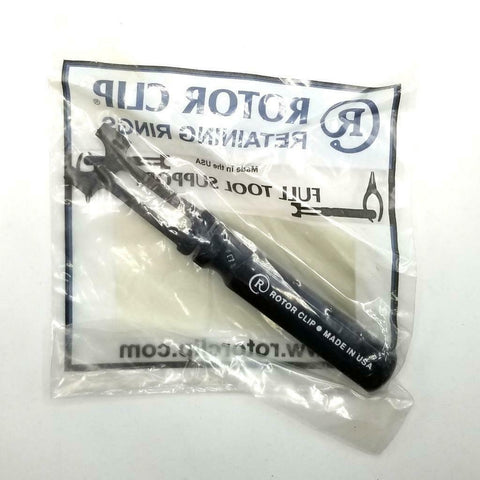 R ROTOR CLIP®
RETAINING RINGS
Made in the USA
FULL TOOL SUPPORT
R ROTOR CLIP ● MADE IN USA
www.rotorclip.com